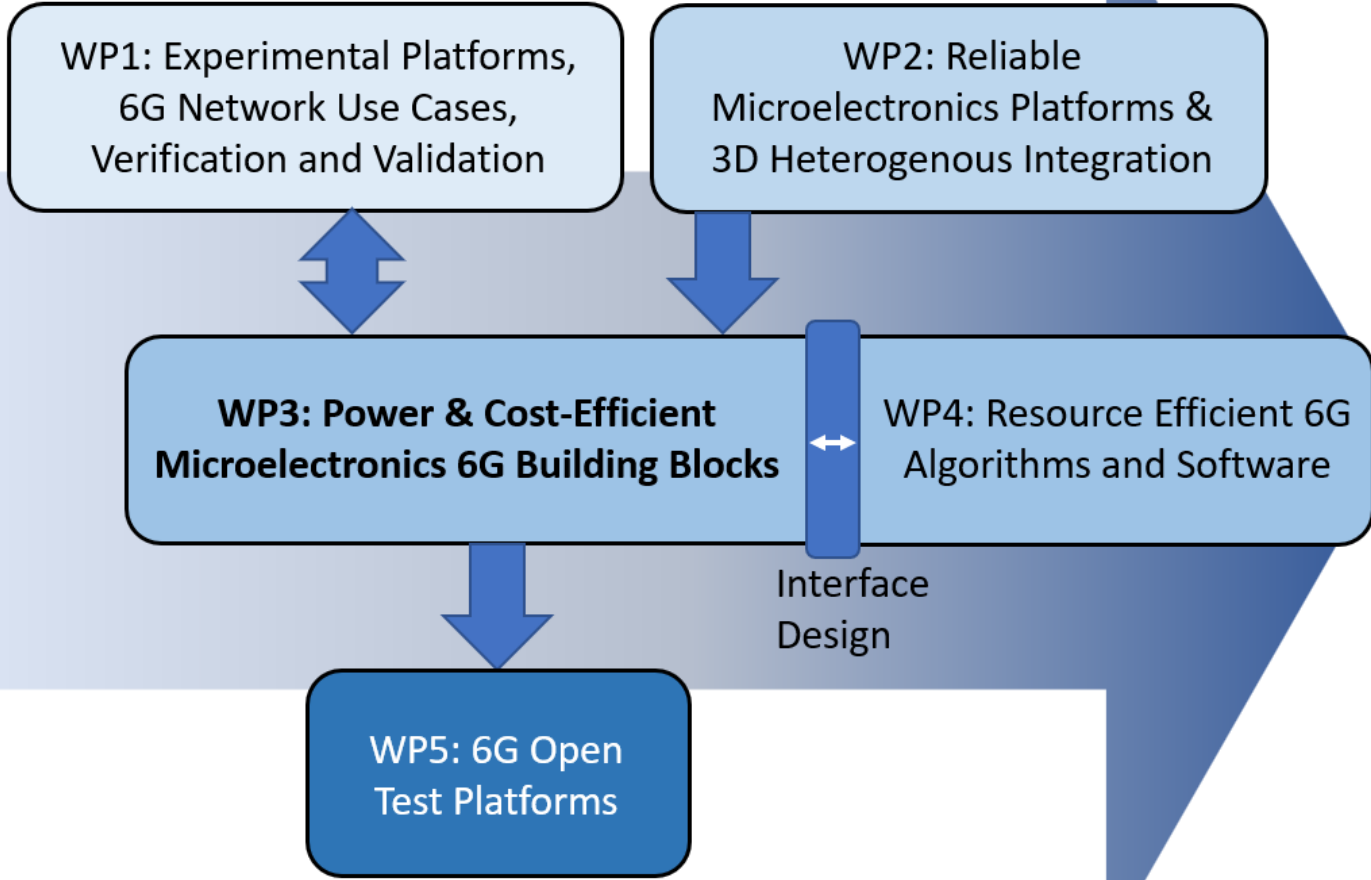 WP1: Experimental Platforms,
6G Network Use Cases,
Verification and Validation
WP2: Reliable
Microelectronics Platforms &
3D Heterogenous Integration
WP3: Power & Cost-Efficient
Microelectronics 6G Building Blocks
WP4: Resource Efficient 6G
Algorithms and Software
Interface
Design
WP5: 6G Open
Test Platforms